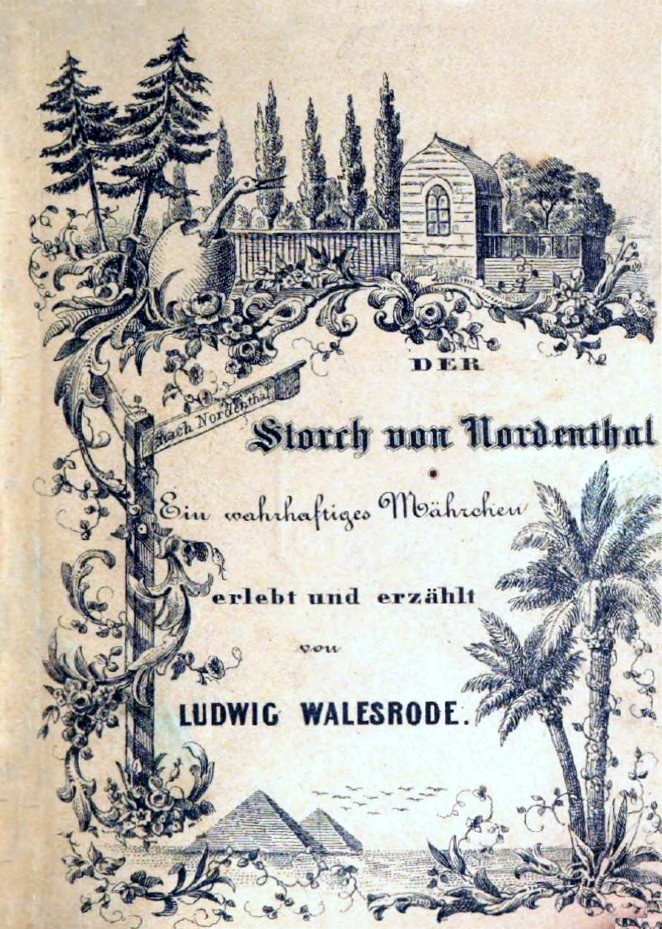 DER
Storch von Nordenthal
Ein wahrhaftiges Mährchen
erlebt und erzählt
von
LUDWIG WALESRODE.
Nach Nordenthal